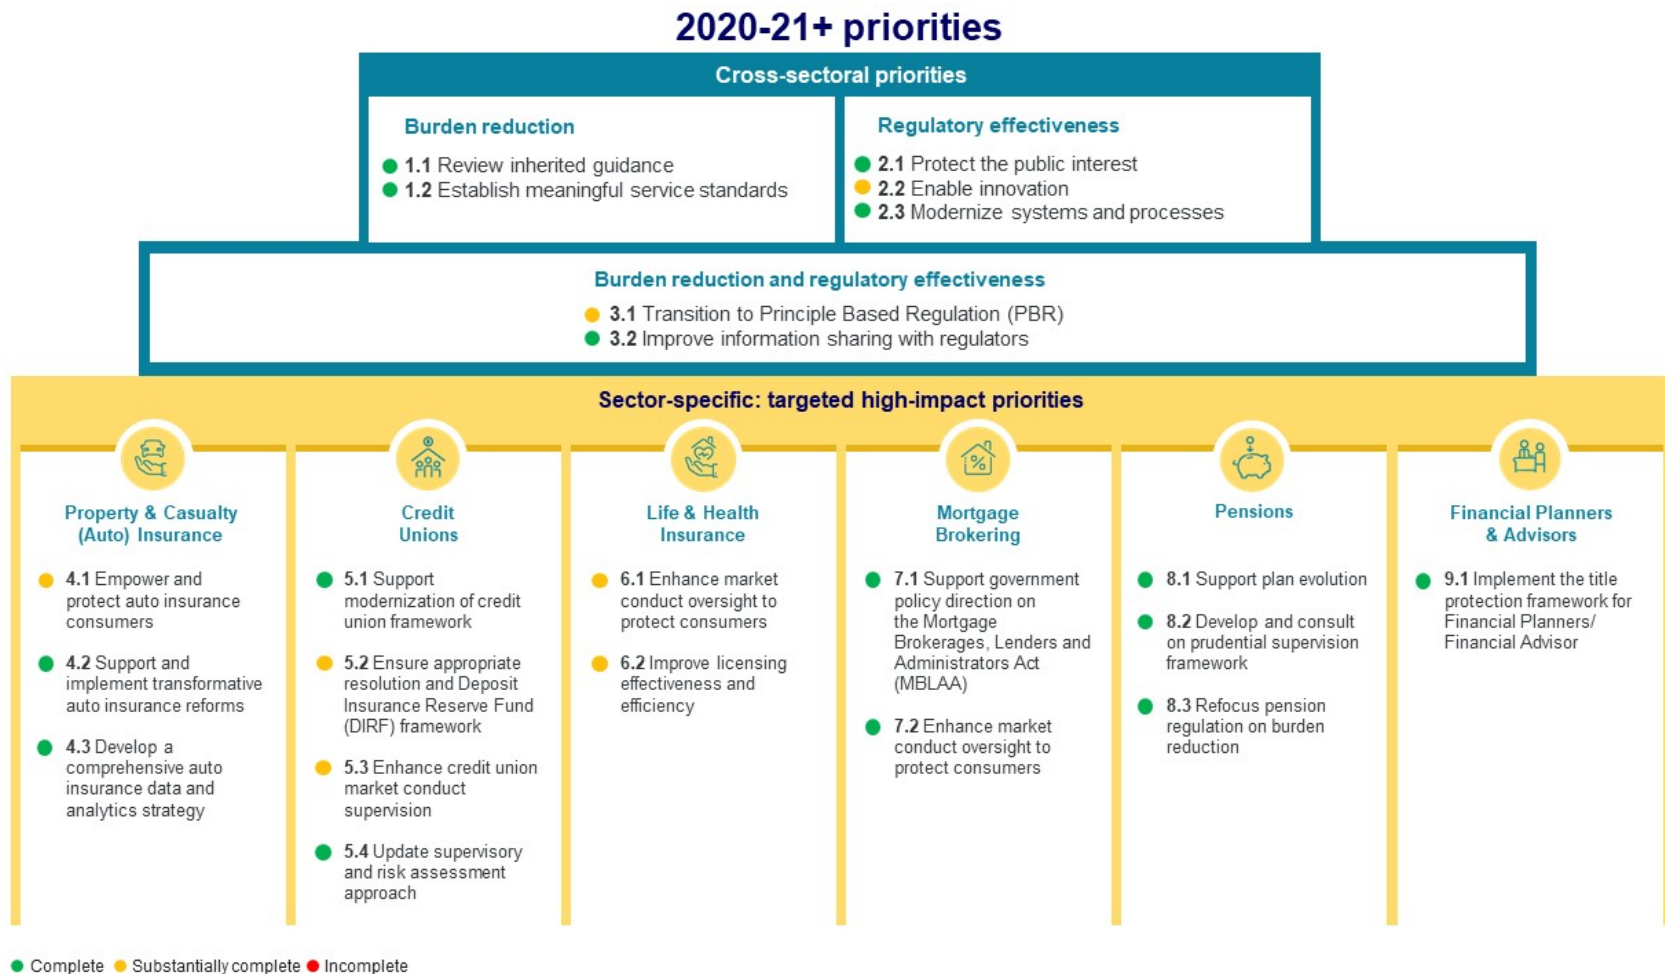 2020-21+ priorities
Cross-sectoral priorities
Burden reduction
1.1 Review inherited guidance
1.2 Establish meaningful service standards
Regulatory effectiveness
2.1 Protect the public interest
2.2 Enable innovation
2.3 Modernize systems and processes
Burden reduction and regulatory effectiveness
3.1 Transition to Principle Based Regulation (PBR)
3.2 Improve information sharing with regulators
Sector-specific: targeted high-impact priorities
Property & Casualty
(Auto) Insurance
4.1 Empower and
protect auto insurance
consumers
4.2 Support and
implement transformative
auto insurance reforms
4.3 Develop a
comprehensive auto
insurance data and
analytics strategy
Credit
Unions
5.1 Support
modernization of credit
union framework
5.2 Ensure appropriate
resolution and Deposit
Insurance Reserve Fund
(DIRF) framework
5.3 Enhance credit union
market conduct
supervision
5.4 Update supervisory
and risk assessment
approach
Life & Health
Insurance
6.1 Enhance market
conduct oversight to
protect consumers
6.2 Improve licensing
effectiveness and
efficiency
%
Mortgage
Brokering
7.1 Support government
policy direction on
the Mortgage
Brokerages, Lenders and
Administrators Act
(MBLAA)
7.2 Enhance market
conduct oversight to
protect consumers
Pensions
8.1 Support plan evolution
8.2 Develop and consult
on prudential supervision
framework
8.3 Refocus pension
regulation on burden
reduction
Financial Planners
& Advisors
9.1 Implement the title
protection framework for
Financial Planners/
Financial Advisor
Complete Substantially complete Incomplete